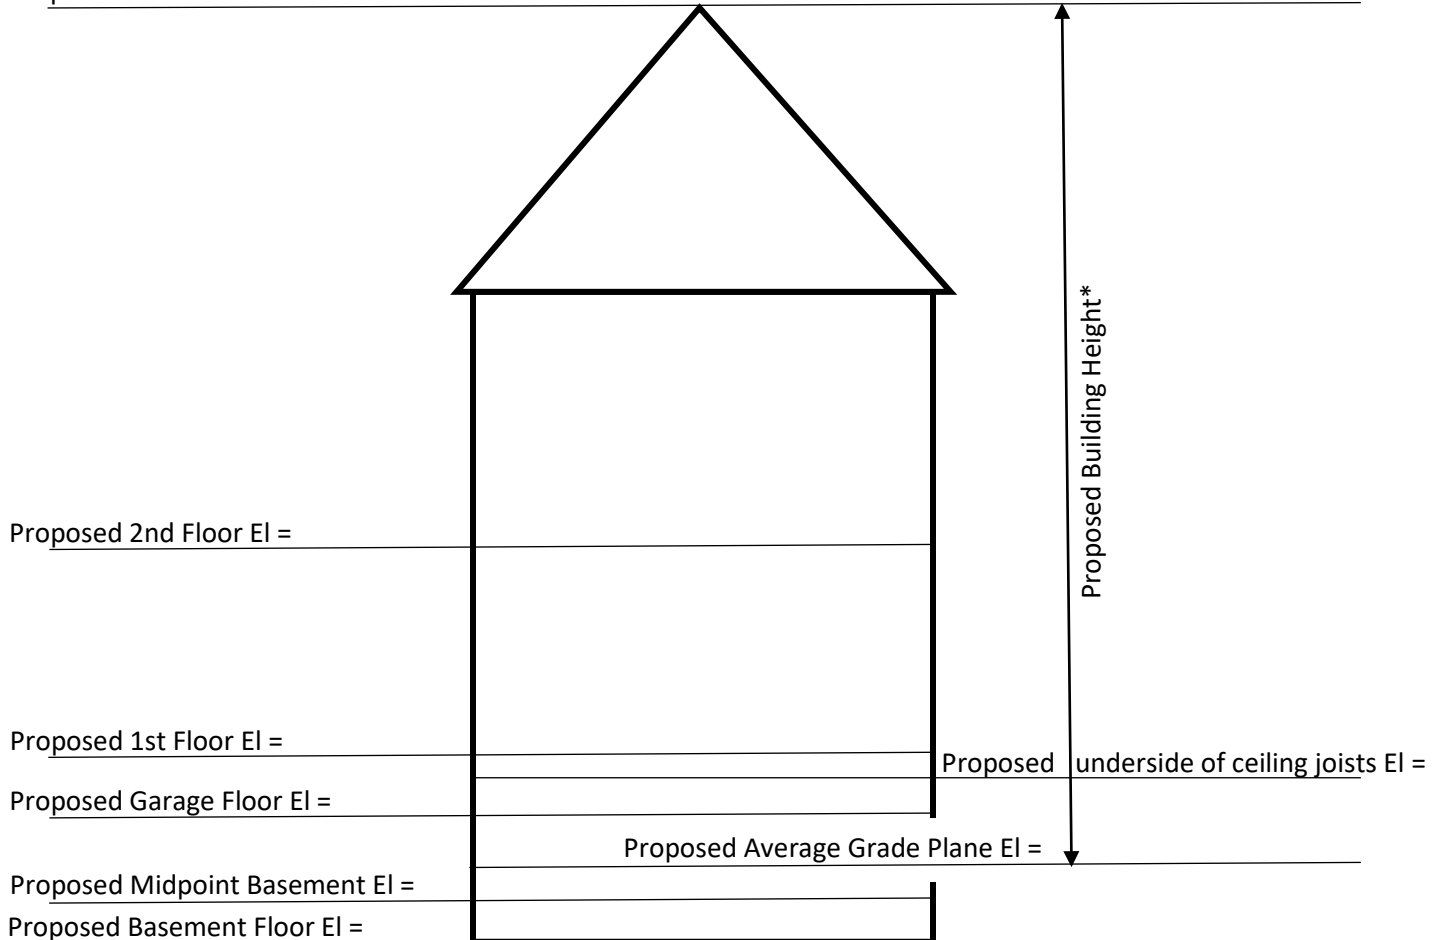 Proposed Building Height*
Proposed 2nd Floor El =
Proposed 1st Floor El =
Proposed underside of ceiling joists El =
Proposed Garage Floor El =
Proposed Average Grade Plane El =
Proposed Midpoint Basement El =
Proposed Basement Floor El =